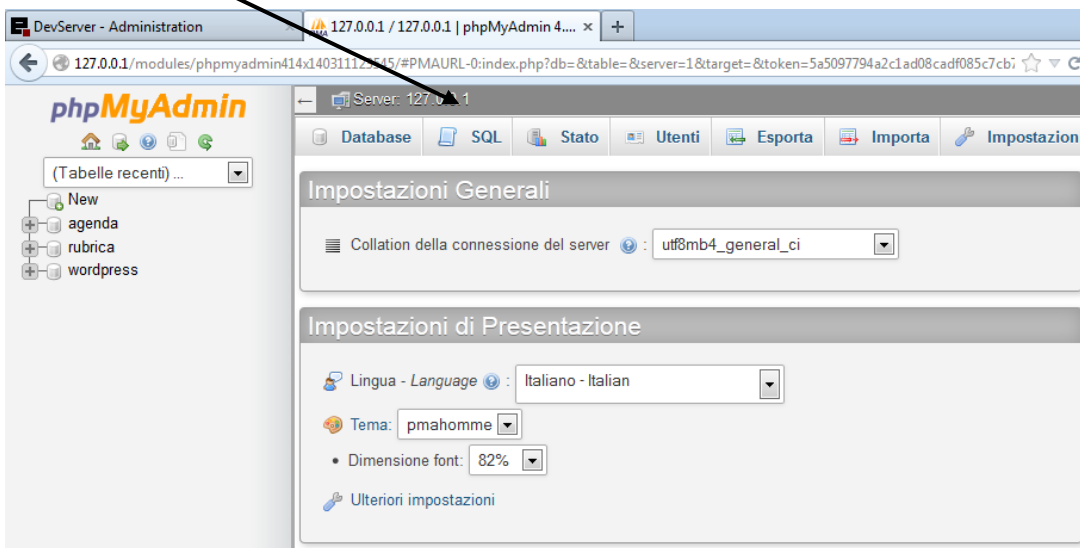 DevServer - Administration
127.0.0.1 / 127.0.0.1 | phpMyAdmin 4.... × +
127.0.0.1/modules/phpmyadmin414x140311123545/#PMAURL-0:index.php?db=&table=&server=1&target=&token=5a5097794a2c1ad08cadf085c7cb7
phpMyAdmin
(Tabelle recenti) ...
New
agenda
rubrica
wordpress
← Server: 127.0.0.1
Database SQL Stato Utenti Esporta Importa Impostazion
Impostazioni Generali
Collation della connessione del server : utf8mb4_general_ci
Impostazioni di Presentazione
Lingua - Language : Italiano - Italian
Tema: pmahomme
• Dimensione font: 82%
Ulteriori impostazioni